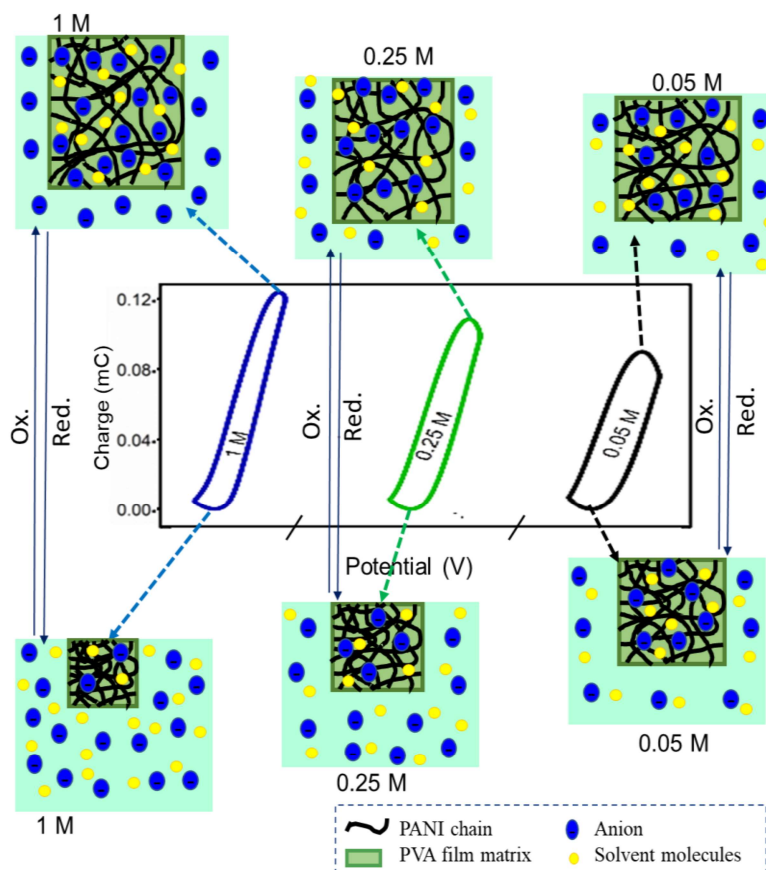 1 M
0.25 M
0.05 M
0.12
0.08
0.04
0.00
Charge (mC)
Ox.
Red.
1 M
Ox.
Red.
0.25 M
0.05 M
Ox.
Red.
Potential (V)
1 M
0.25 M
0.05 M
PANI chain
Anion
PVA film matrix
Solvent molecules